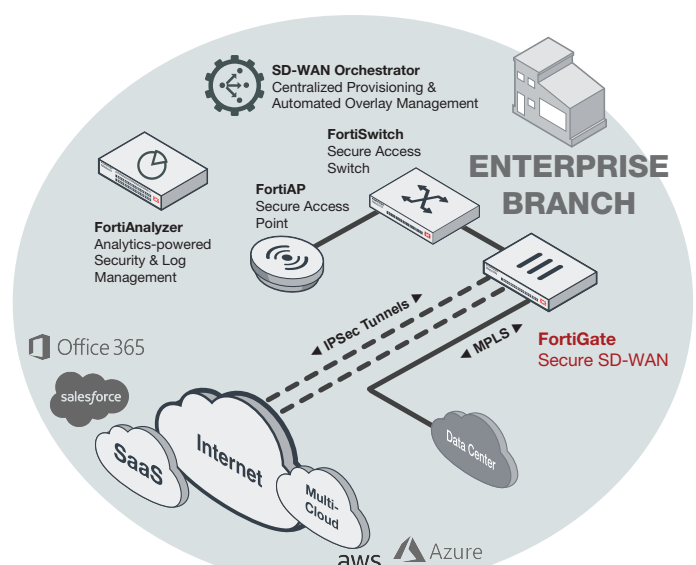 SD-WAN Orchestrator
Centralized Provisioning &
Automated Overlay Management
FortiSwitch
Secure Access
Switch
ENTERPRISE
BRANCH
FortiAP
Secure Access
Point
FortiAnalyzer
Analytics-powered
Security & Log
Management
◄ IPSec Tunnels ►
◄ MPLS ►
FortiGate
Secure SD-WAN
Office 365
salesforce
SaaS
Internet
Multi-
Cloud
Data Center
aws
Azure